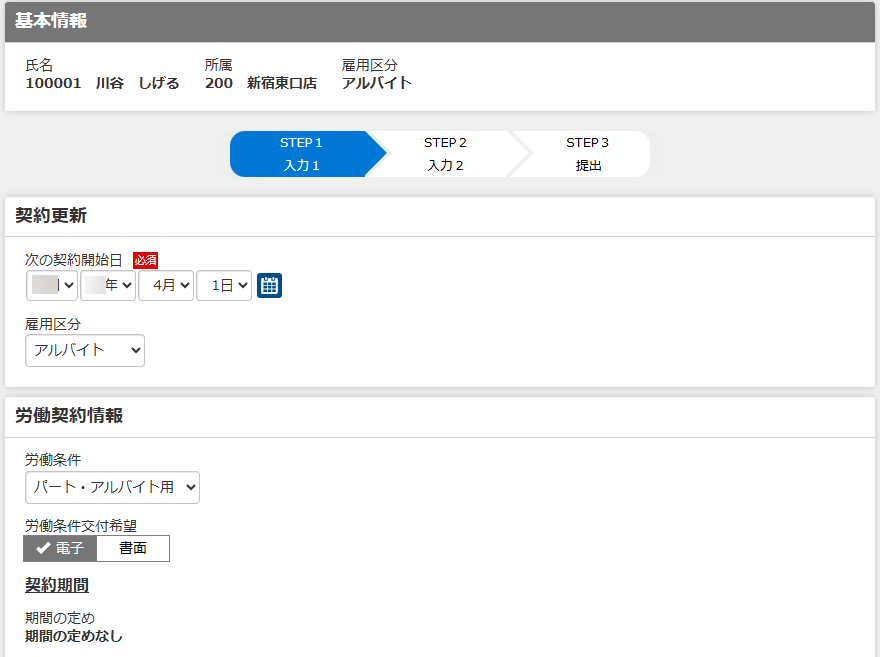 基本情報
氏名 所属 雇用区分
100001 川谷 しげる 200 新宿東口店 アルバイト
STEP 1 STEP 2 STEP 3
入力 1 入力 2 提出
契約更新
次の契約開始日 必須
年 4月 1日
雇用区分
アルバイト
労働契約情報
労働条件
パート・アルバイト用
労働条件交付希望
電子 書面
契約期間
期間の定め
期間の定めなし